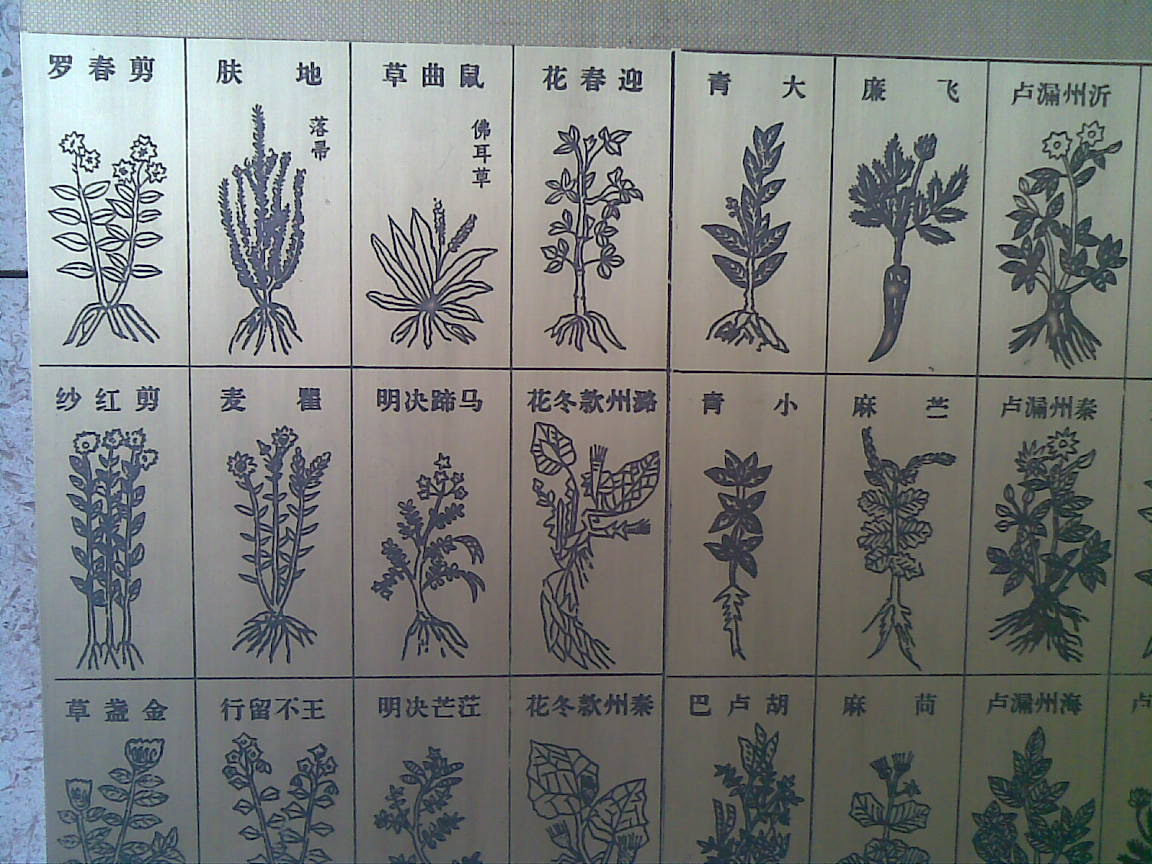 沂州漏卢
飞廉
大青
迎春花
鼠曲草
佛耳草
地肤
落帚
剪春罗
秦州漏卢
苎麻
小青
潞州款冬花
马蹄决明
瞿麦
剪红纱
海州漏卢
苘麻
胡卢巴
秦州款冬花
茳芒决明
王不留行
金盏草